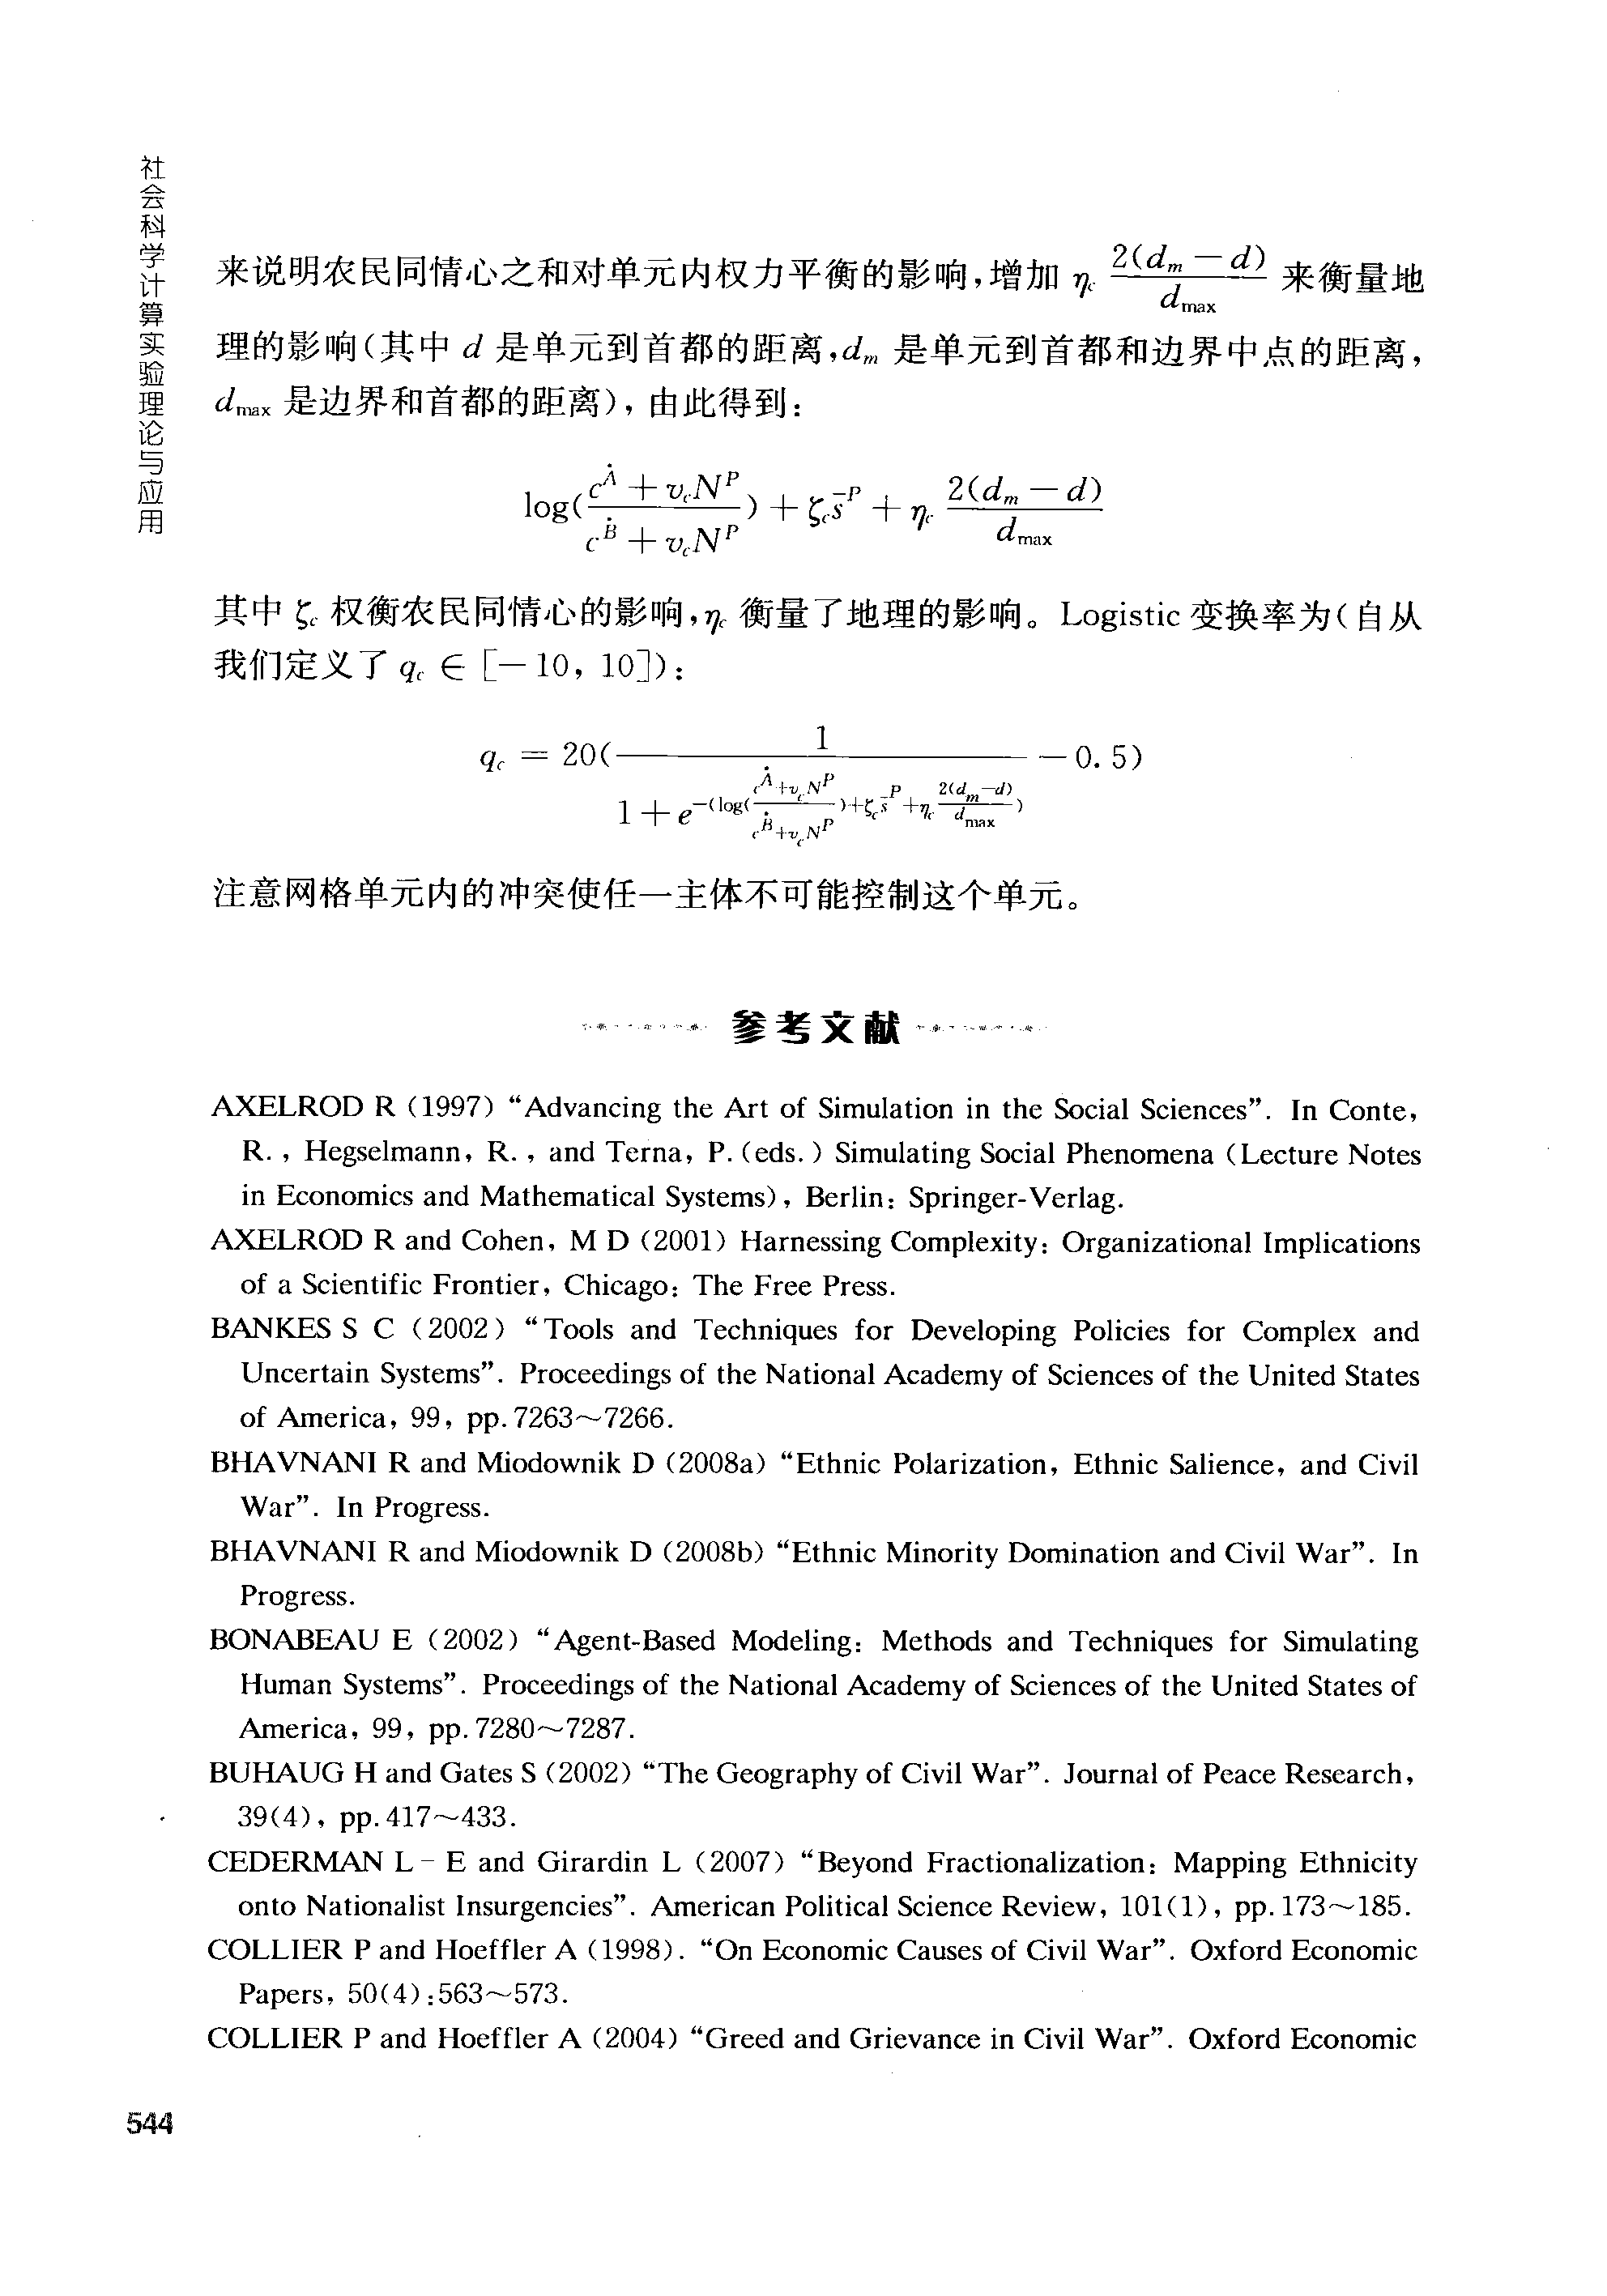 社会科学计算实验理论与应用
来说明农民同情心之和对单元内权力平衡的影响,增加 η_c \frac{2(d_m-d)}{d_{max}} 来衡量地
理的影响(其中 d 是单元到首都的距离,d_m 是单元到首都和边界中点的距离,
d_{max} 是边界和首都的距离), 由此得到:
log(\frac{\dot{c}^A+v_cN^P}{\dot{c}^B+v_cN^P})+ζ_c\bar{s}^P+η_c\frac{2(d_m-d)}{d_{max}}
其中 ζ_c 权衡农民同情心的影响,η_c 衡量了地理的影响。Logistic 变换率为(自从
我们定义了 q_c ∈ [-10, 10]):
q_c = 20(\frac{1}{1+e^{-(log(\frac{\dot{c}^A+v_cN^P}{\dot{c}^B+v_cN^P})+ζ_c\bar{s}^P+η_c\frac{2(d_m-d)}{d_{max}})}}-0.5)
注意网格单元内的冲突使任一主体不可能控制这个单元。
参考文献
AXELROD R (1997) “Advancing the Art of Simulation in the Social Sciences”. In Conte,
R., Hegselmann, R., and Terna, P. (eds.) Simulating Social Phenomena (Lecture Notes
in Economics and Mathematical Systems), Berlin: Springer-Verlag.
AXELROD R and Cohen, M D (2001) Harnessing Complexity: Organizational Implications
of a Scientific Frontier, Chicago: The Free Press.
BANKES S C (2002) “Tools and Techniques for Developing Policies for Complex and
Uncertain Systems”. Proceedings of the National Academy of Sciences of the United States
of America, 99, pp. 7263~7266.
BHAVNANI R and Miodownik D (2008a) “Ethnic Polarization, Ethnic Salience, and Civil
War”. In Progress.
BHAVNANI R and Miodownik D (2008b) “Ethnic Minority Domination and Civil War”. In
Progress.
BONABEAU E (2002) “Agent-Based Modeling: Methods and Techniques for Simulating
Human Systems”. Proceedings of the National Academy of Sciences of the United States of
America, 99, pp. 7280~7287.
BUHAUG H and Gates S (2002) “The Geography of Civil War”. Journal of Peace Research,
39(4), pp. 417~433.
CEDERMAN L-E and Girardin L (2007) “Beyond Fractionalization: Mapping Ethnicity
onto Nationalist Insurgencies”. American Political Science Review, 101(1), pp. 173~185.
COLLIER P and Hoeffler A (1998). “On Economic Causes of Civil War”. Oxford Economic
Papers, 50(4):563~573.
COLLIER P and Hoeffler A (2004) “Greed and Grievance in Civil War”. Oxford Economic
544